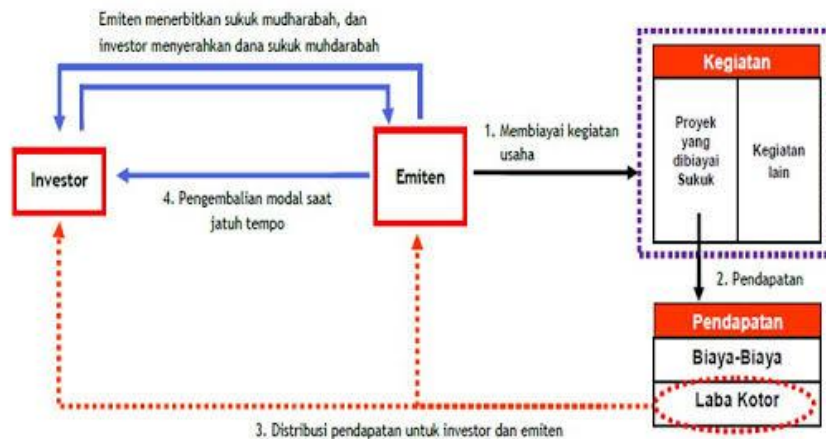 Emiten menerbitkan sukuk mudharabah, dan
investor menyerahkan dana sukuk muhdarabah
Investor
Emiten
1. Membiayai kegiatan
usaha
4. Pengembalian modal saat
jatuh tempo
Kegiatan
Proyek
yang
dibiayai
Sukuk
Kegiatan
lain
2. Pendapatan
Pendapatan
Biaya-Biaya
Laba Kotor
3. Distribusi pendapatan untuk investor dan emiten